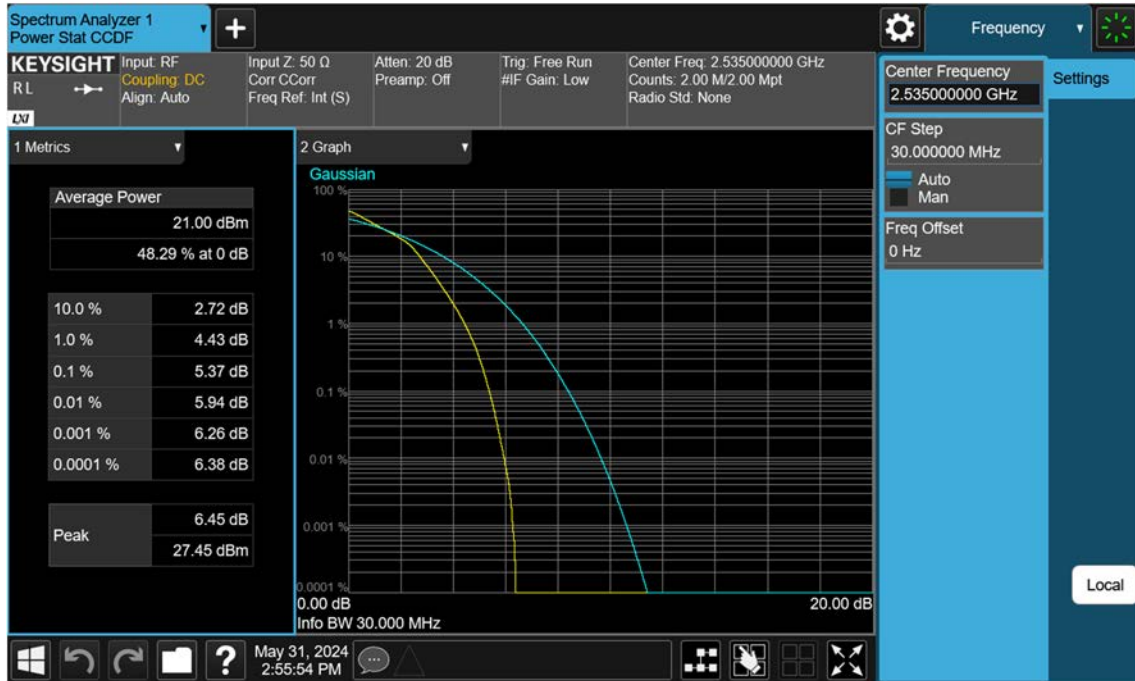 Spectrum Analyzer 1
Power Stat CCDF
Frequency
KEYSIGHT
R L
LXI
Input: RF
Coupling: DC
Align: Auto
Input Z: 50 Ω
Corr CCorr
Freq Ref: Int (S)
Atten: 20 dB
Preamp: Off
Trig: Free Run
#IF Gain: Low
Center Freq: 2.535000000 GHz
Counts: 2.00 M/2.00 Mpt
Radio Std: None
Center Frequency
2.535000000 GHz
Settings
CF Step
30.000000 MHz
Auto
Man
Freq Offset
0 Hz
Local
1 Metrics
Average Power
21.00 dBm
48.29 % at 0 dB
10.0 % 2.72 dB
1.0 % 4.43 dB
0.1 % 5.37 dB
0.01 % 5.94 dB
0.001 % 6.26 dB
0.0001 % 6.38 dB
Peak
6.45 dB
27.45 dBm
2 Graph
Gaussian
100 %
10 %
1 %
0.1 %
0.01 %
0.001 %
0.0001 %
0.00 dB 20.00 dB
Info BW 30.000 MHz
?
May 31, 2024
2:55:54 PM